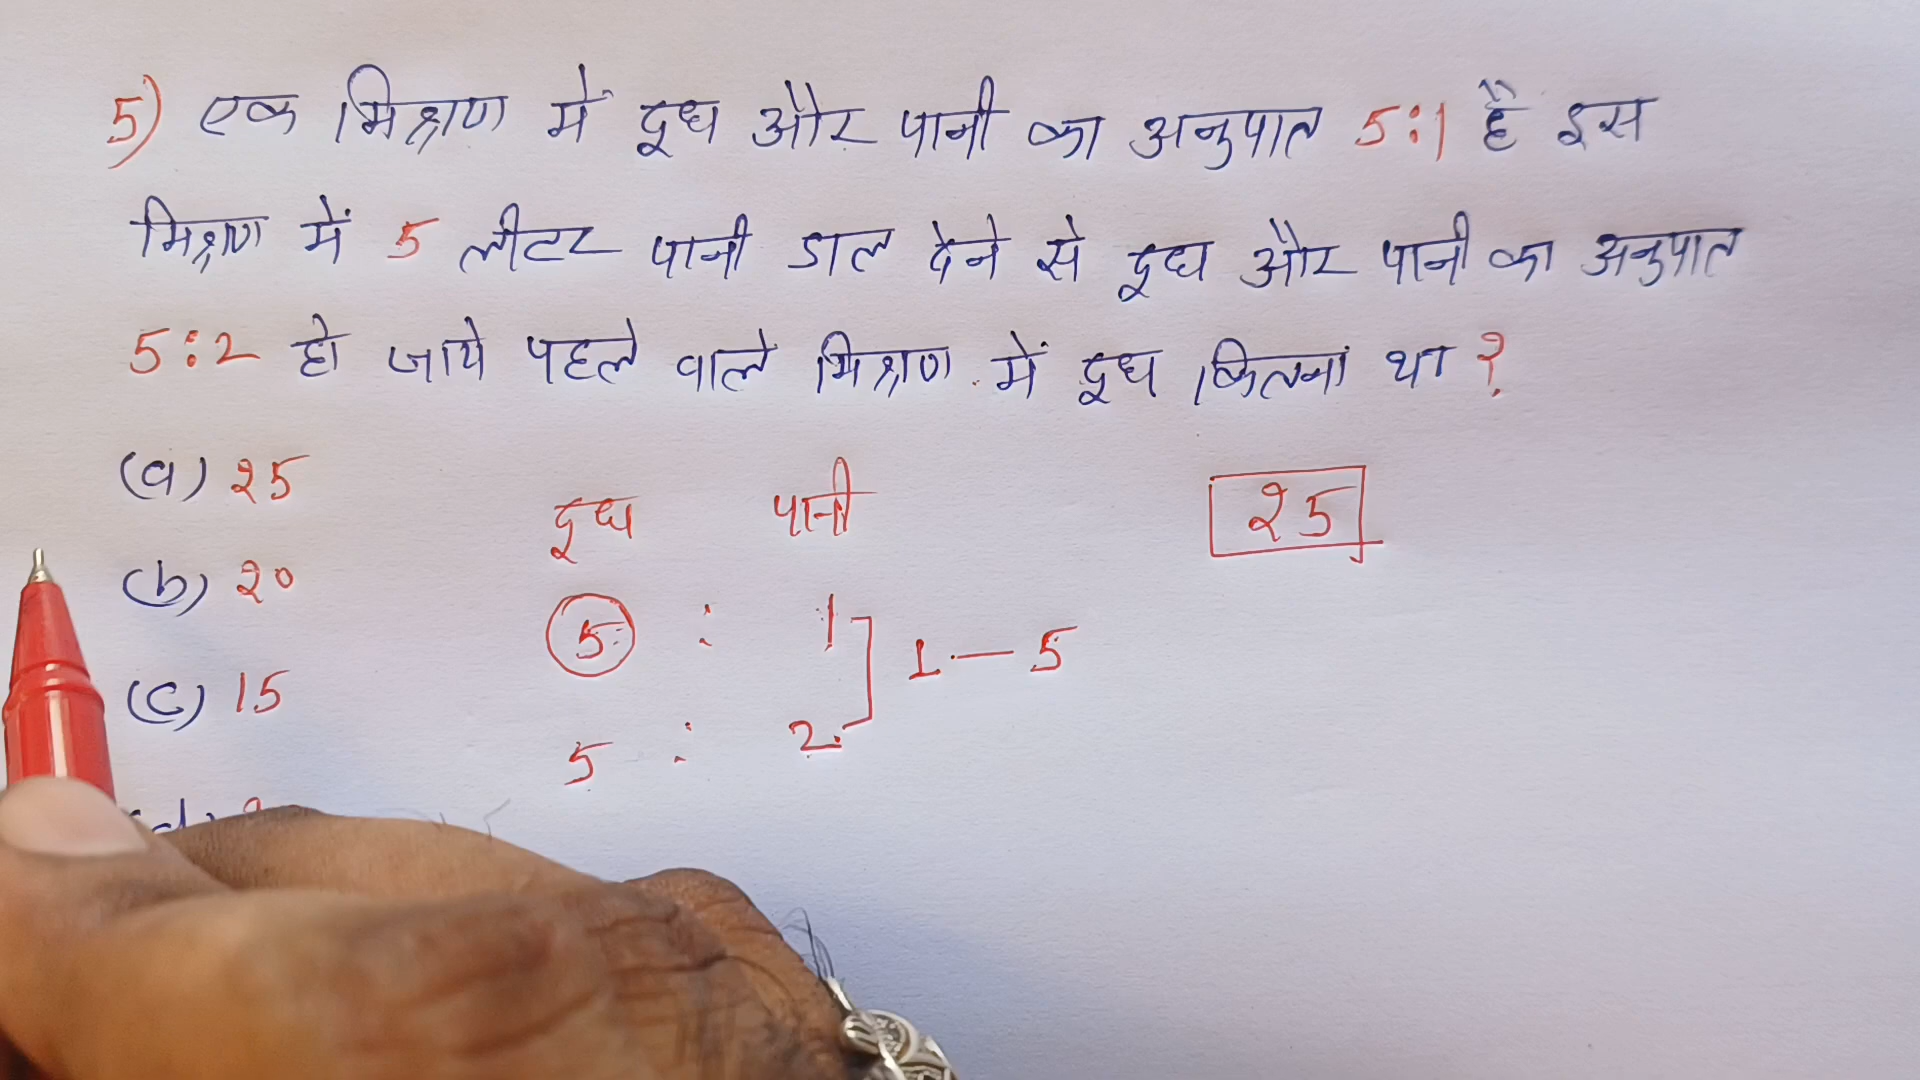 5) एक मिश्रण में दूध और पानी का अनुपात 5:1 है इस
मिश्रण में 5 लीटर पानी डाल देने से दूध और पानी का अनुपात
5:2 हो जाये पहले वाले मिश्रण में दूध कितना था ?
(a) 25
(b) 20
(c) 15
दूध पानी
5 : 1
5 : 2
1 — 5
25